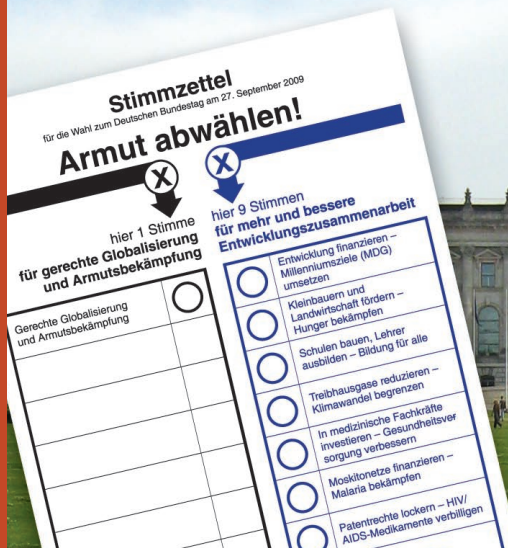 Stimmzettel
für die Wahl zum Deutschen Bundestag am 27. September 2009
Armut abwählen!
X
X
hier 1 Stimme
für gerechte Globalisierung
und Armutsbekämpfung
hier 9 Stimmen
für mehr und bessere
Entwicklungszusammenarbeit
Gerechte Globalisierung
und Armutsbekämpfung
Entwicklung finanzieren –
Millenniumsziele (MDG)
umsetzen
Kleinbauern und
Landwirtschaft fördern –
Hunger bekämpfen
Schulen bauen, Lehrer
ausbilden – Bildung für alle
Treibhausgase reduzieren –
Klimawandel begrenzen
In medizinische Fachkräfte
investieren – Gesundheitsver
sorgung verbessern
Moskitonetze finanzieren –
Malaria bekämpfen
Patentrechte lockern – HIV/
AIDS-Medikamente verbilligen